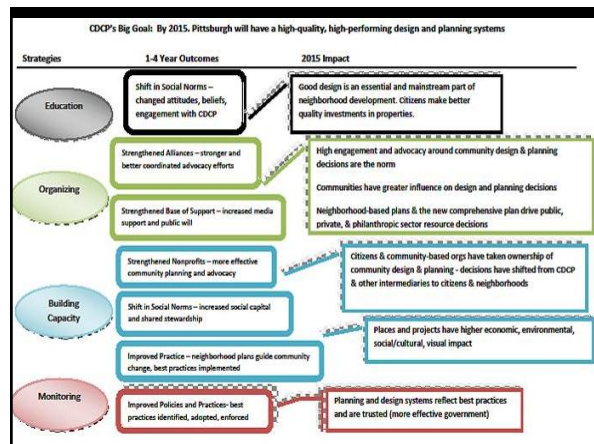 CDCP's Big Goal: By 2015. Pittsburgh will have a high-quality, high-performing design and planning systems
Strategies
1-4 Year Outcomes
2015 Impact
Education
Shift in Social Norms –
changed attitudes, beliefs,
engagement with CDCP
Good design is an essential and mainstream part of
neighborhood development. Citizens make better
quality investments in properties.
Organizing
Strengthened Alliances – stronger and
better coordinated advocacy efforts
Strengthened Base of Support – increased media
support and public will
High engagement and advocacy around community design & planning
decisions are the norm
Communities have greater influence on design and planning decisions
Neighborhood-based plans & the new comprehensive plan drive public,
private, & philanthropic sector resource decisions
Building
Capacity
Strengthened Nonprofits – more effective
community planning and advocacy
Shift in Social Norms – increased social capital
and shared stewardship
Improved Practice – neighborhood plans guide community
change, best practices implemented
Citizens & community-based orgs have taken ownership of
community design & planning - decisions have shifted from CDCP
& other intermediaries to citizens & neighborhoods
Places and projects have higher economic, environmental,
social/cultural, visual impact
Monitoring
Improved Policies and Practices- best
practices identified, adopted, enforced
Planning and design systems reflect best practices
and are trusted (more effective government)